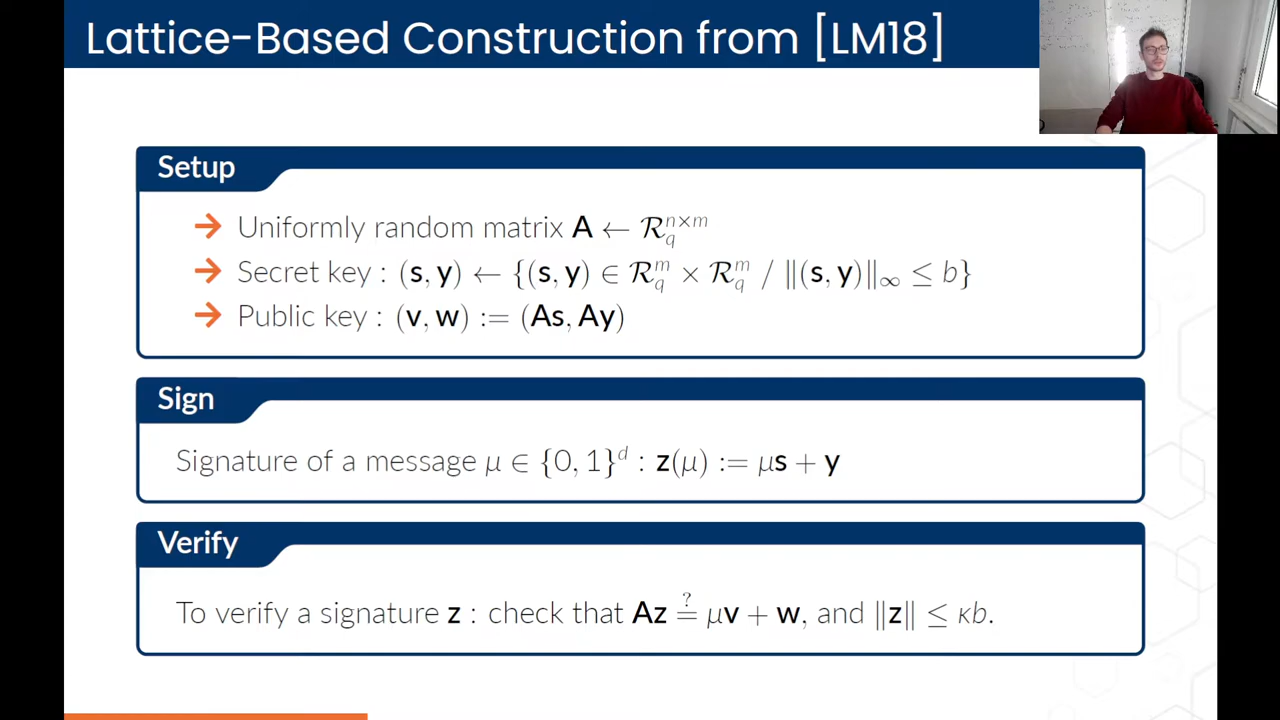 Lattice-Based Construction from [LM18]
Setup
→ Uniformly random matrix A ← R_q^{n×m}
→ Secret key : (s, y) ← {(s, y) ∈ R_q^m × R_q^m / ‖(s, y)‖_∞ ≤ b}
→ Public key : (v, w) := (As, Ay)
Sign
Signature of a message μ ∈ {0, 1}^d : z(μ) := μs + y
Verify
To verify a signature z : check that Az ≟ μv + w, and ‖z‖ ≤ κb.